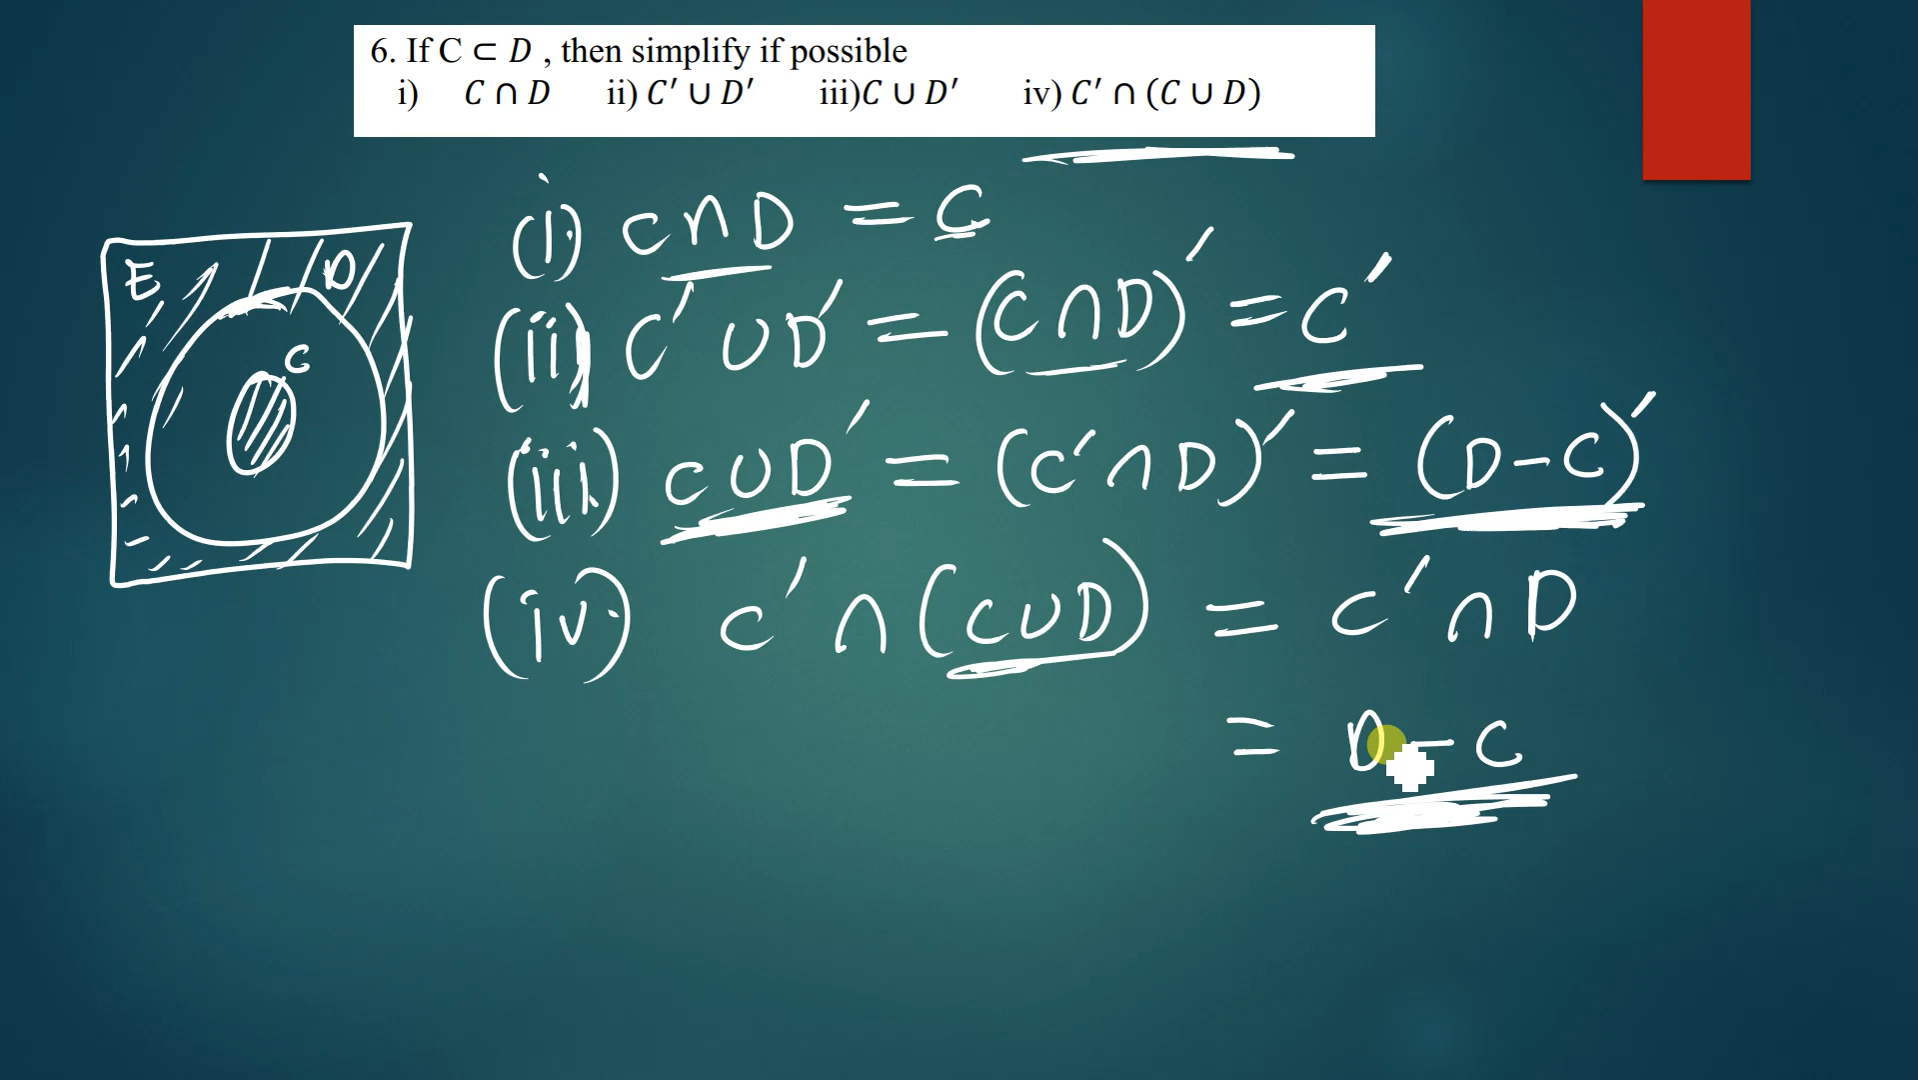 6. If C ⊂ D , then simplify if possible
i) C ∩ D ii) C′ ∪ D′ iii)C ∪ D′ iv) C′ ∩ (C ∪ D)
E D
C
(i) C∩D = C
(ii) C′ ∪ D′ = (C∩D)′ = C′
(iii) C ∪ D′ = (C′∩D)′ = (D-C)′
(iv) C′ ∩ (C∪D) = C′ ∩ D
= D - C